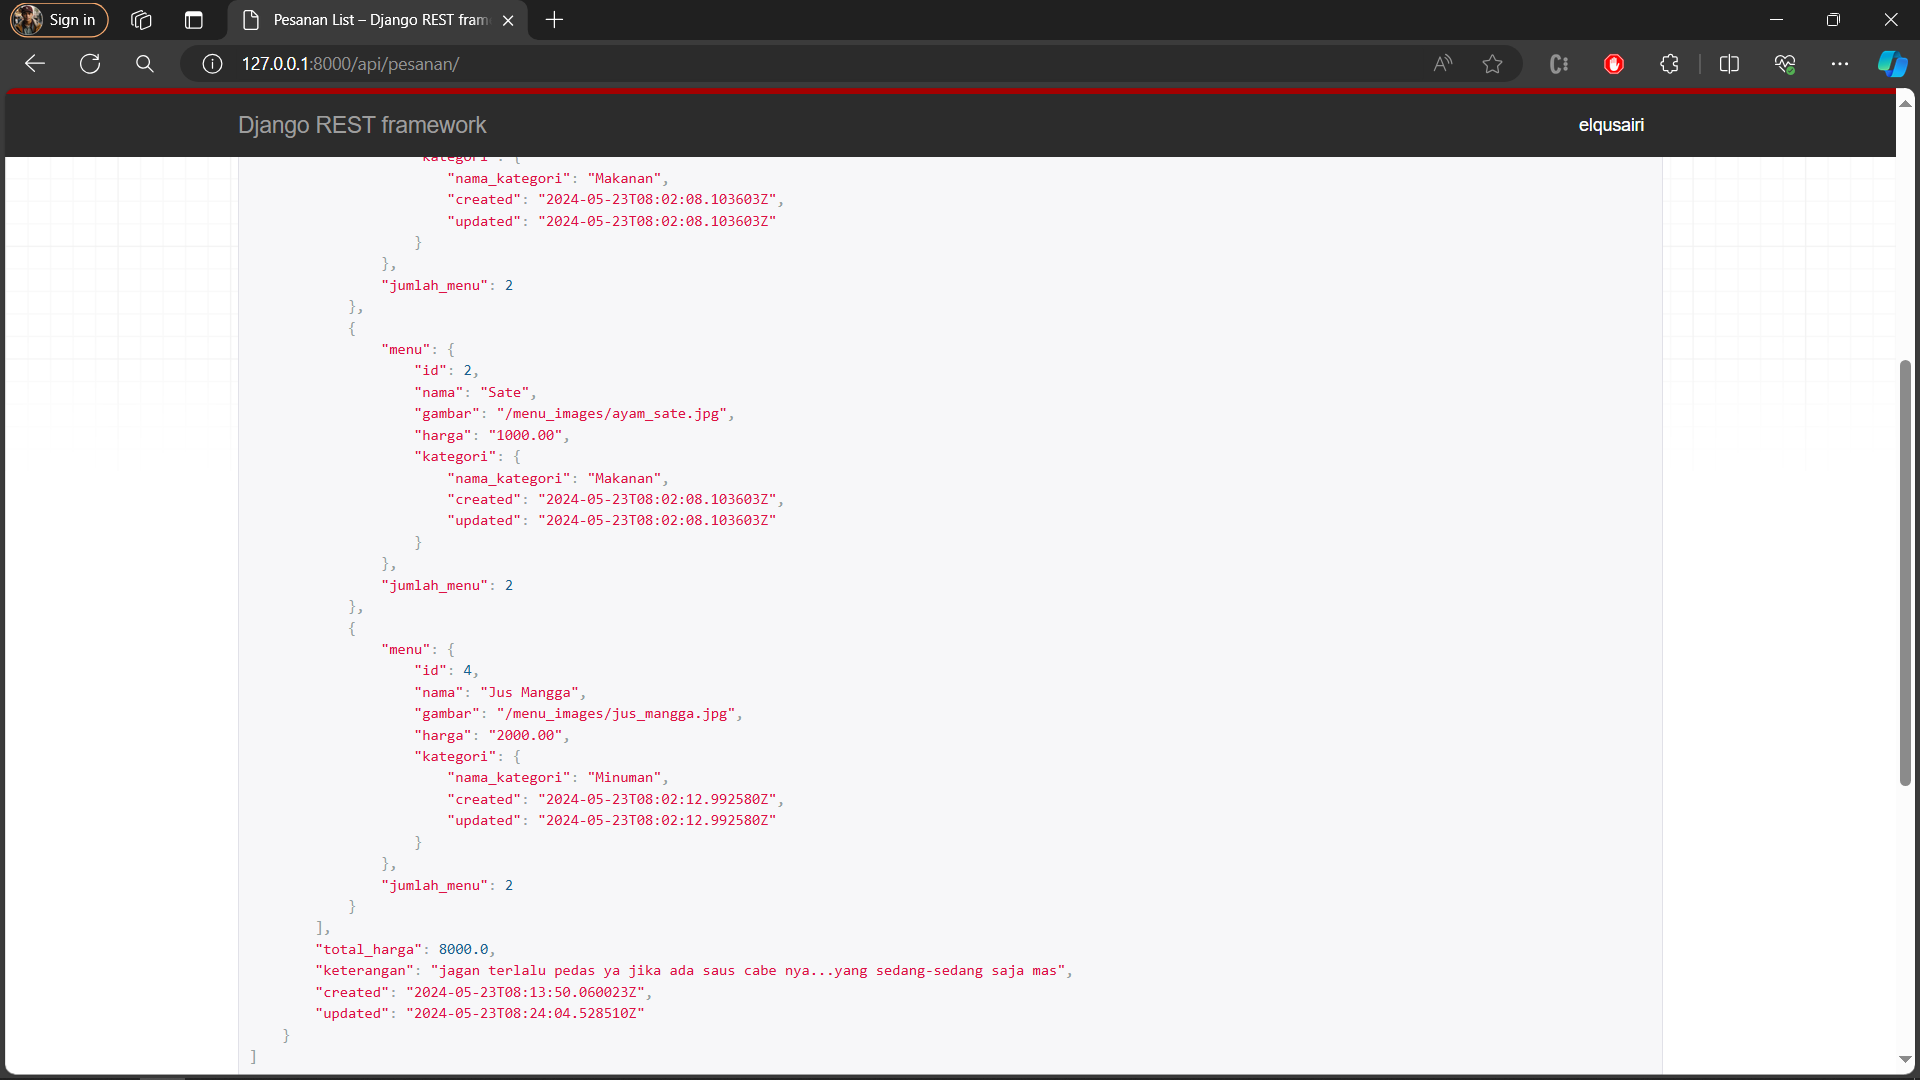 Sign in
Pesanan List – Django REST fram
127.0.0.1:8000/api/pesanan/
Django REST framework
elqusairi
"kategori": {
"nama_kategori": "Makanan",
"created": "2024-05-23T08:02:08.103603Z",
"updated": "2024-05-23T08:02:08.103603Z"
}
},
"jumlah_menu": 2
},
{
"menu": {
"id": 2,
"nama": "Sate",
"gambar": "/menu_images/ayam_sate.jpg",
"harga": "1000.00",
"kategori": {
"nama_kategori": "Makanan",
"created": "2024-05-23T08:02:08.103603Z",
"updated": "2024-05-23T08:02:08.103603Z"
}
},
"jumlah_menu": 2
},
{
"menu": {
"id": 4,
"nama": "Jus Mangga",
"gambar": "/menu_images/jus_mangga.jpg",
"harga": "2000.00",
"kategori": {
"nama_kategori": "Minuman",
"created": "2024-05-23T08:02:12.992580Z",
"updated": "2024-05-23T08:02:12.992580Z"
}
},
"jumlah_menu": 2
}
],
"total_harga": 8000.0,
"keterangan": "jagan terlalu pedas ya jika ada saus cabe nya...yang sedang-sedang saja mas",
"created": "2024-05-23T08:13:50.060023Z",
"updated": "2024-05-23T08:24:04.528510Z"
}
]